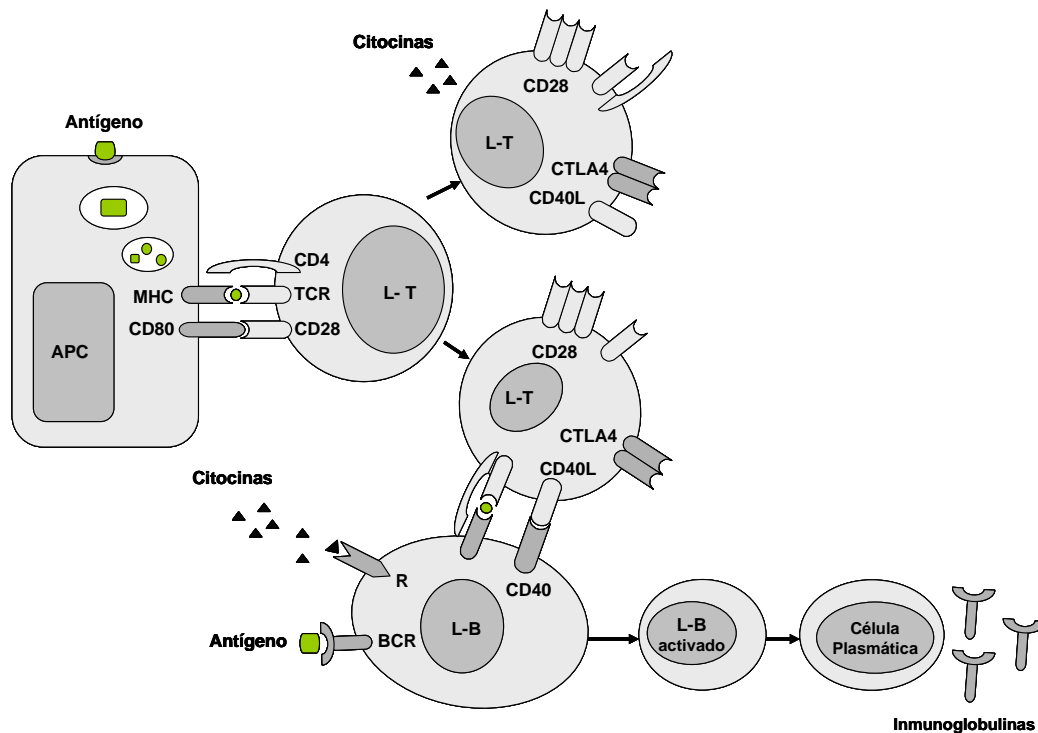 Citocinas
CD28
L-T
CTLA4
CD40L
Antígeno
CD4
MHC
TCR
L- T
CD80
CD28
APC
CD28
L-T
CTLA4
CD40L
Citocinas
R
CD40
L-B
Antígeno
BCR
L-B
activado
Célula
Plasmática
Inmunoglobulinas